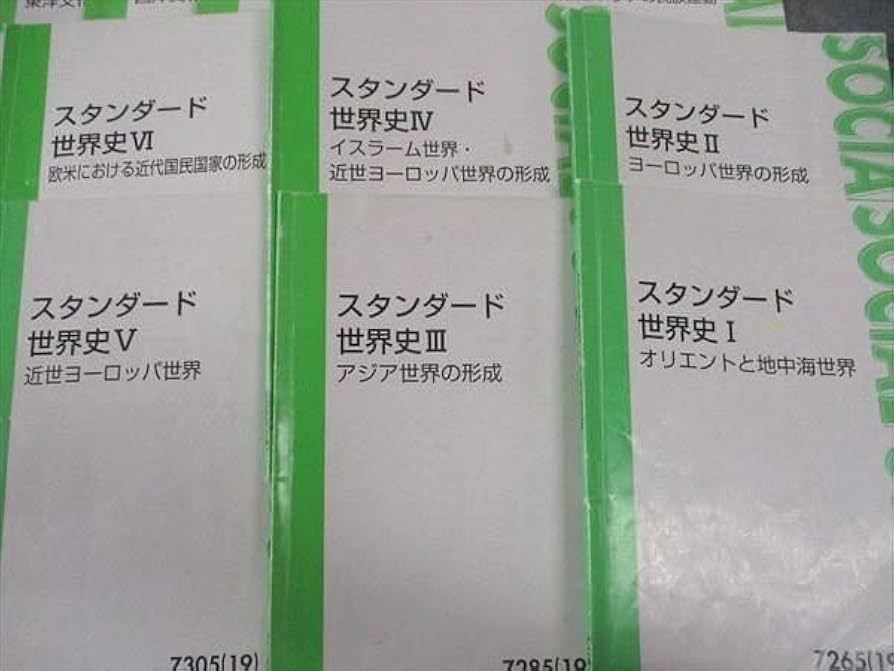 スタンダード
世界史Ⅵ
欧米における近代国民国家の形成
スタンダード
世界史Ⅳ
イスラーム世界・
近世ヨーロッパ世界の形成
スタンダード
世界史Ⅱ
ヨーロッパ世界の形成
SOCIAL
スタンダード
世界史Ⅴ
近世ヨーロッパ世界
7305(19)
スタンダード
世界史Ⅲ
アジア世界の形成
7285(19
スタンダード
世界史Ⅰ
オリエントと地中海世界
7265(19
SOCIAL